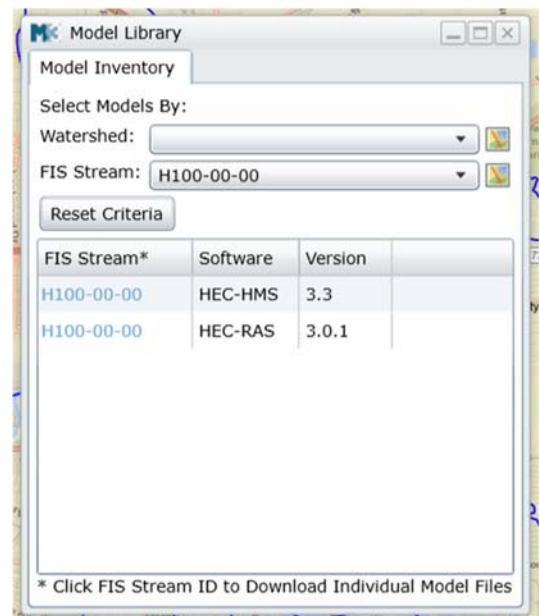 Model Library
Model Inventory
Select Models By:
Watershed:
FIS Stream: H100-00-00
Reset Criteria
FIS Stream* Software Version
H100-00-00 HEC-HMS 3.3
H100-00-00 HEC-RAS 3.0.1
* Click FIS Stream ID to Download Individual Model Files